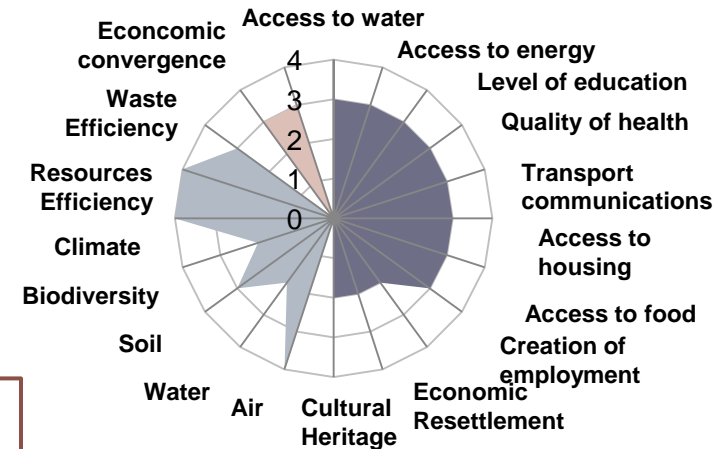 Access to water
Access to energy
Level of education
Quality of health
Transport
communications
Access to
housing
Access to food
Creation of
employment
Economic
Resettlement
Cultural
Heritage
Air
Water
Soil
Biodiversity
Climate
Resources
Efficiency
Waste
Efficiency
Econcomic
convergence
4
3
2
1
0